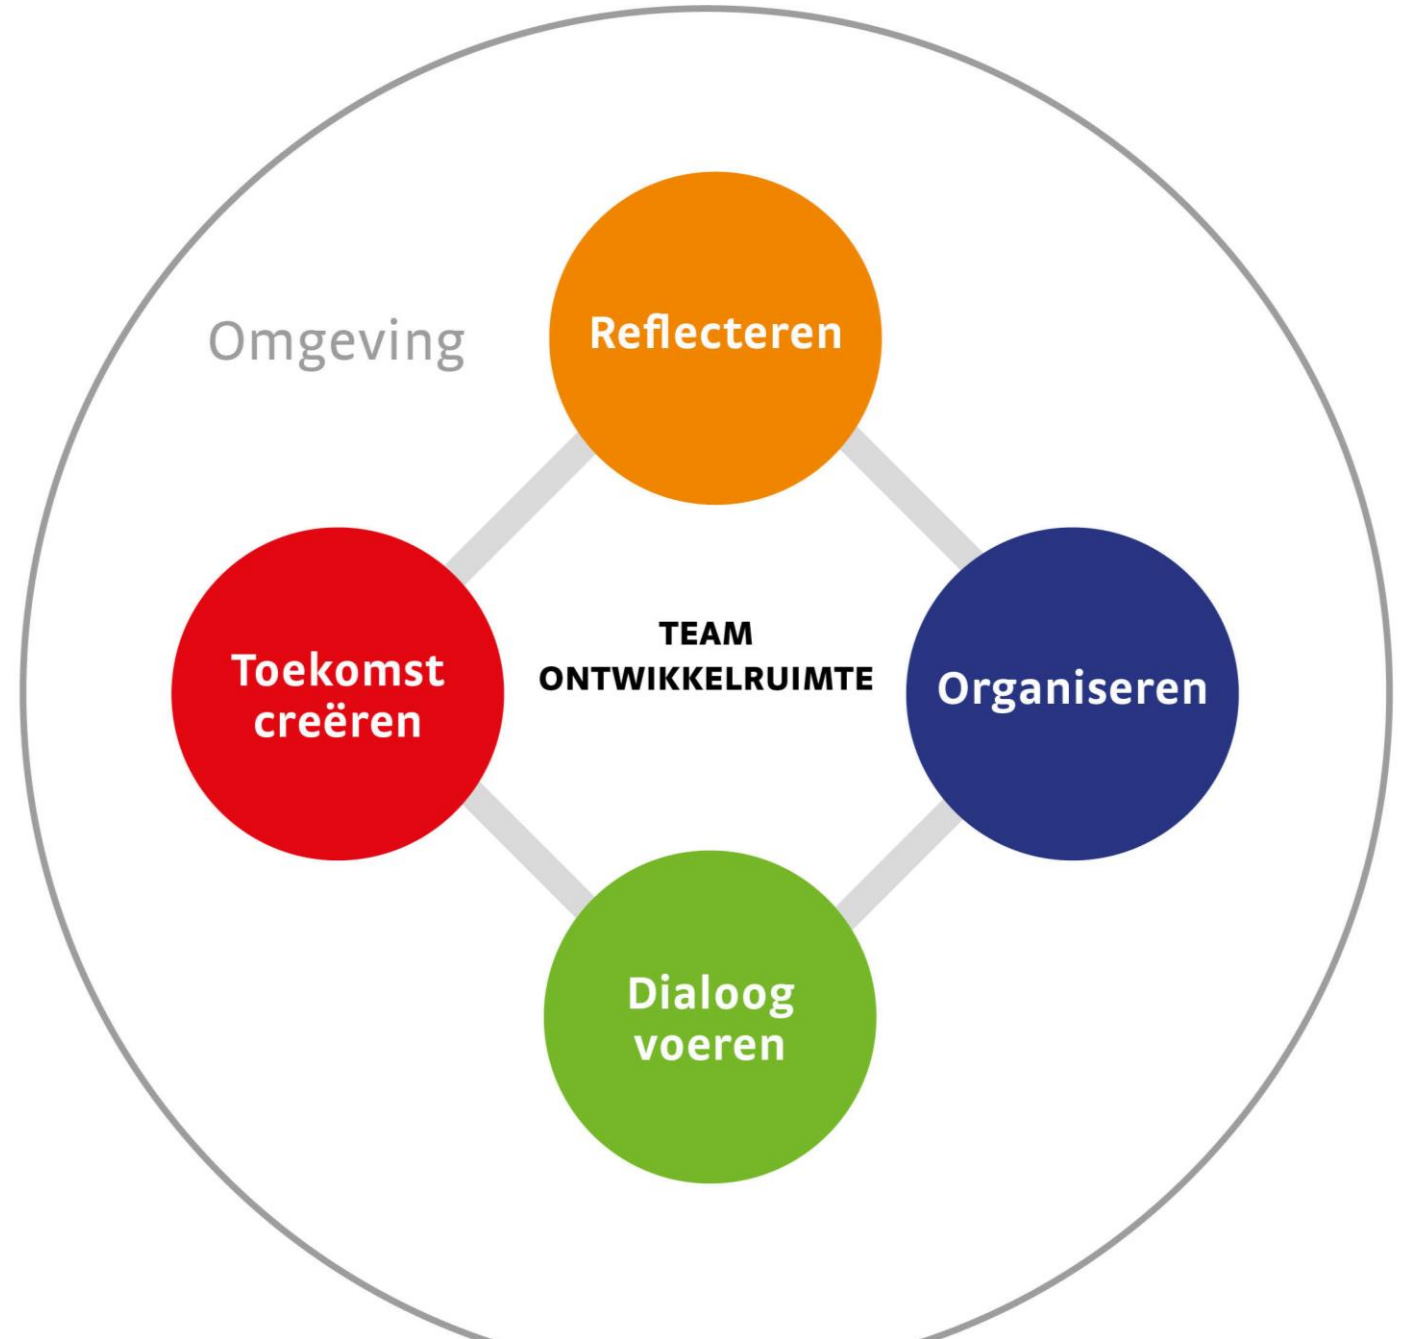 Reflecteren
Omgeving
TEAM
ONTWIKKELRUIMTE
Toekomst
creëren
Organiseren
Dialoog
voeren